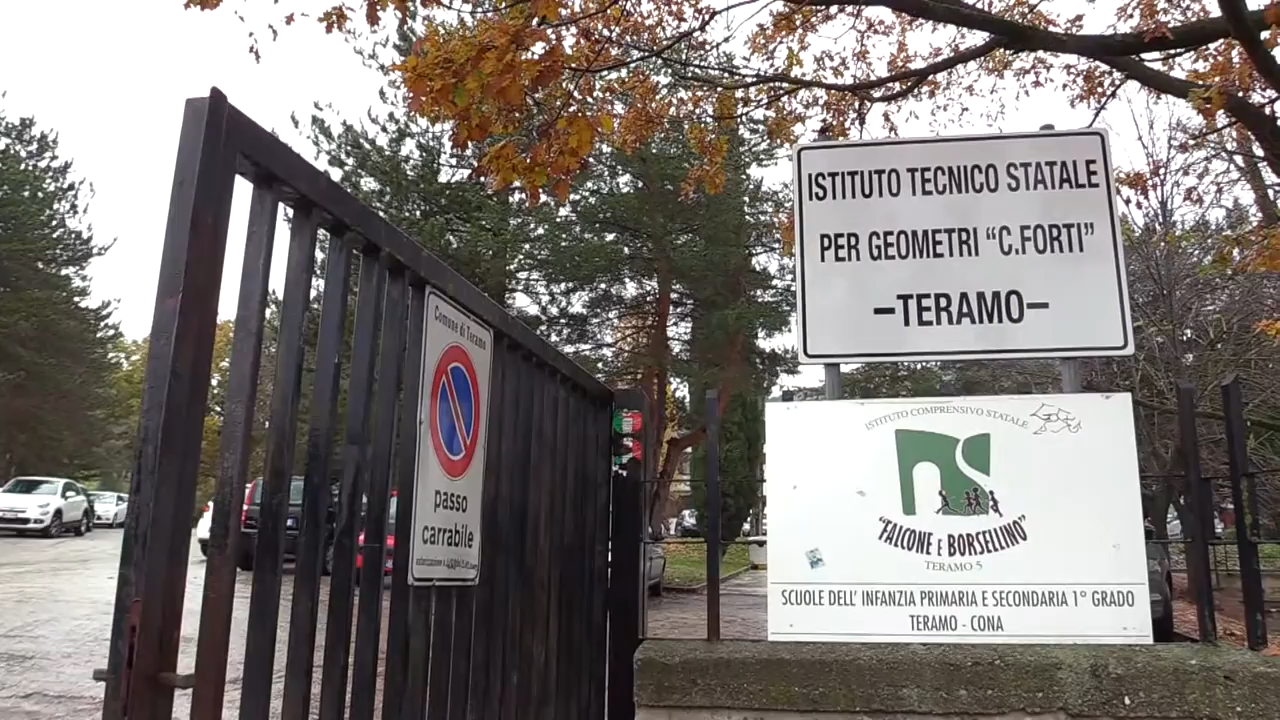 ISTITUTO TECNICO STATALE
PER GEOMETRI “C.FORTI”
–TERAMO–
Comune di Teramo
passo
carrabile
ISTITUTO COMPRENSIVO STATALE
“FALCONE E BORSELLINO”
TERAMO 5
SCUOLE DELL’ INFANZIA PRIMARIA E SECONDARIA 1° GRADO
TERAMO - CONA